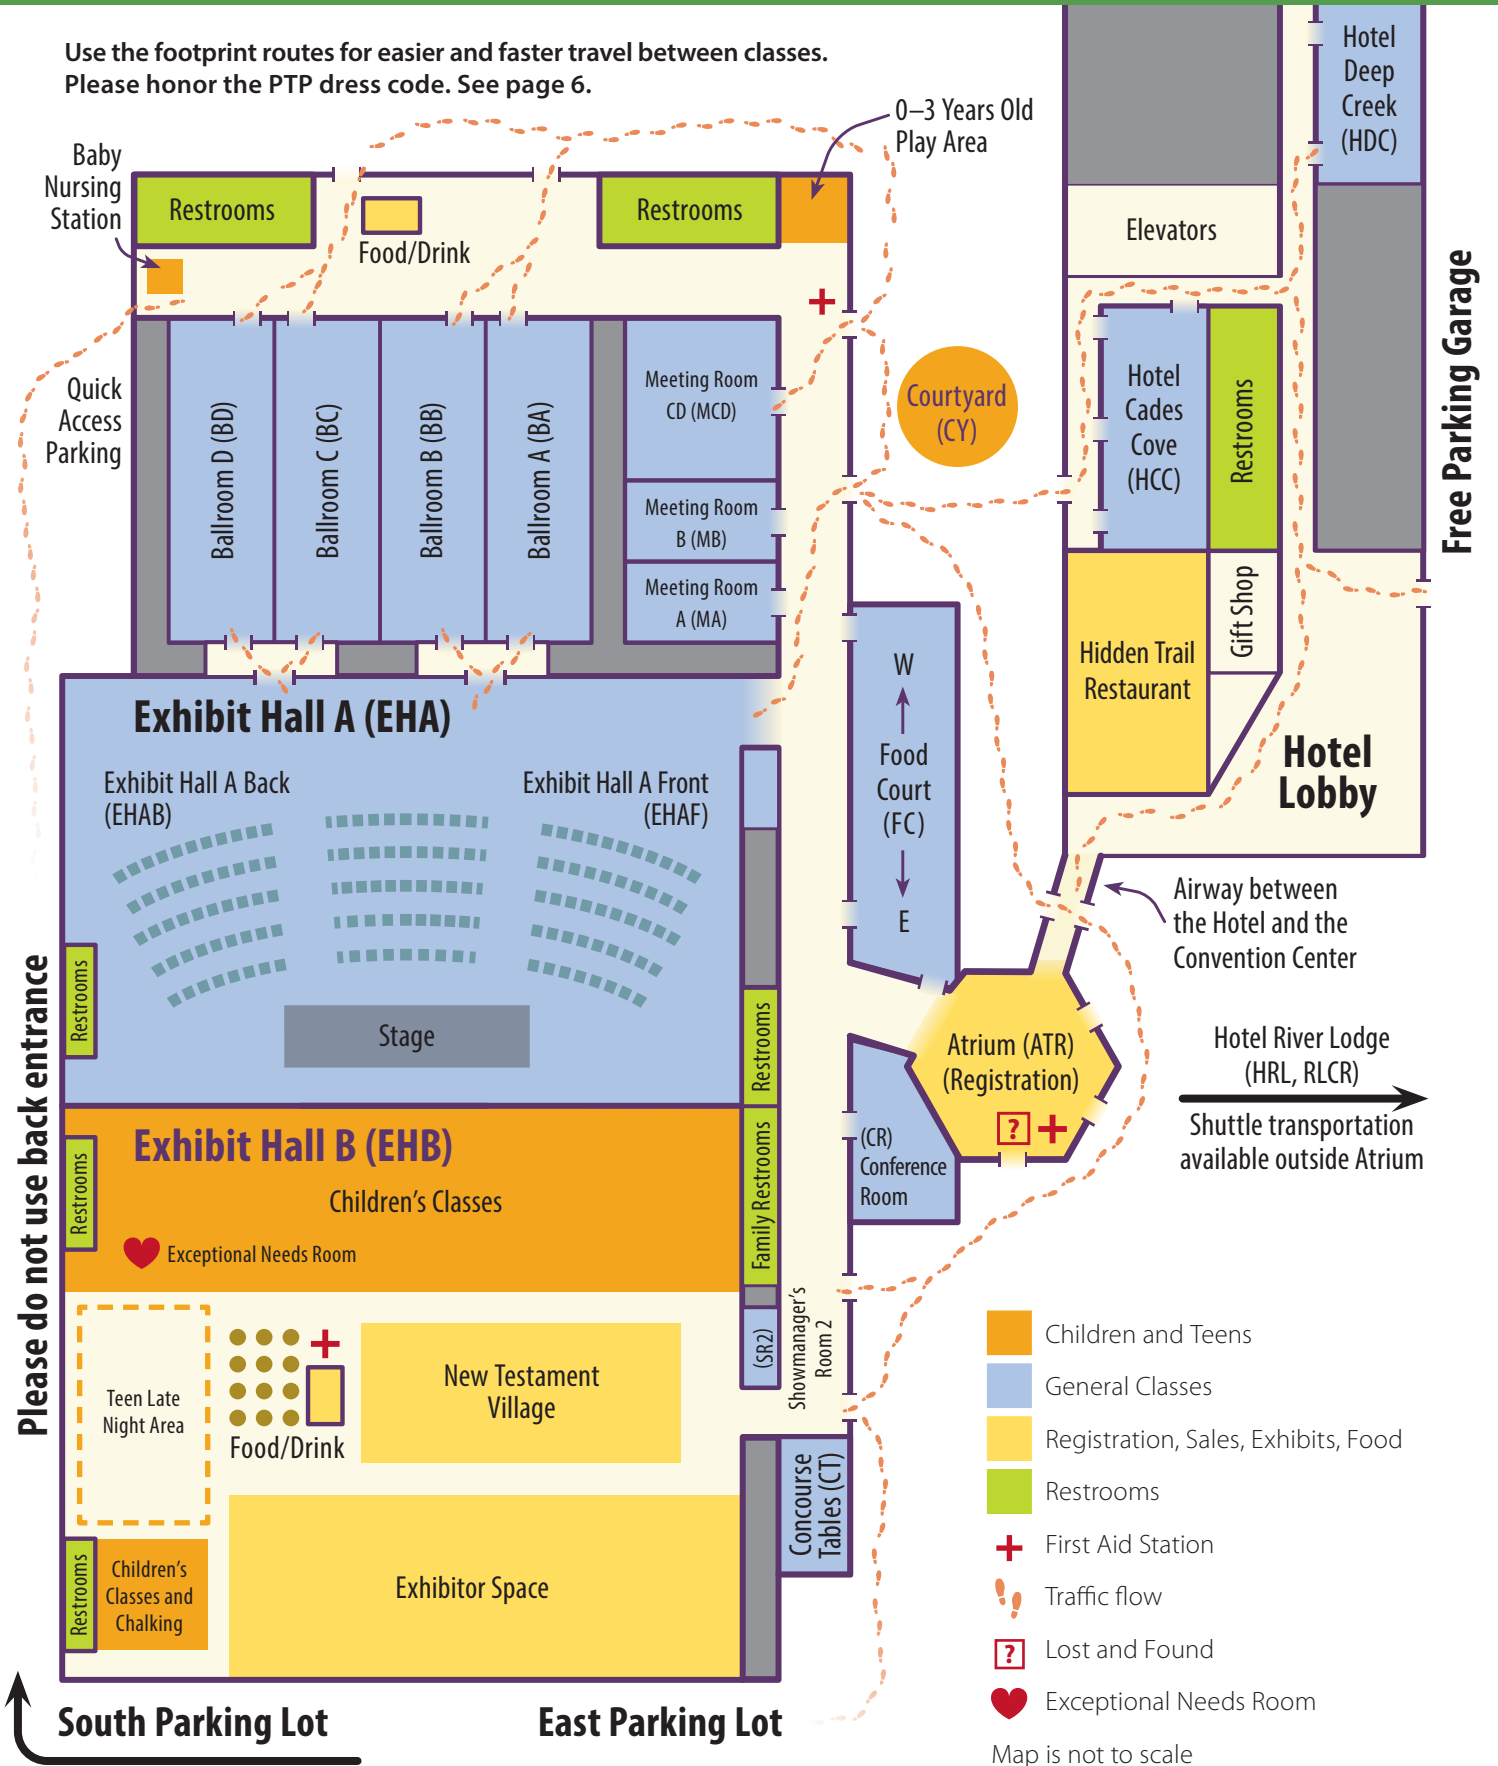 Use the footprint routes for easier and faster travel between classes.
Please honor the PTP dress code. See page 6.
Baby
Nursing
Station
Restrooms
Food/Drink
Restrooms
0–3 Years Old
Play Area
Hotel
Deep
Creek
(HDC)
Elevators
Free Parking Garage
Quick
Access
Parking
Ballroom D (BD)
Ballroom C (BC)
Ballroom B (BB)
Ballroom A (BA)
Meeting Room
CD (MCD)
Meeting Room
B (MB)
Meeting Room
A (MA)
Courtyard
(CY)
Hotel
Cades
Cove
(HCC)
Restrooms
Gift Shop
Hidden Trail
Restaurant
Hotel
Lobby
Exhibit Hall A (EHA)
Exhibit Hall A Back
(EHAB)
Exhibit Hall A Front
(EHAF)
Restrooms
Stage
Restrooms
W
Food
Court
(FC)
E
Airway between
the Hotel and the
Convention Center
Atrium (ATR)
(Registration)
?
Hotel River Lodge
(HRL, RLCR)
Shuttle transportation
available outside Atrium
(CR)
Conference
Room
Please do not use back entrance
Exhibit Hall B (EHB)
Children's Classes
Restrooms
Exceptional Needs Room
Family Restrooms
(SR2)
Showmanager's
Room 2
Teen Late
Night Area
Food/Drink
New Testament
Village
Concourse
Tables (CT)
Restrooms
Children's
Classes and
Chalking
Exhibitor Space
South Parking Lot
East Parking Lot
Children and Teens
General Classes
Registration, Sales, Exhibits, Food
Restrooms
First Aid Station
Traffic flow
?
Lost and Found
Exceptional Needs Room
Map is not to scale